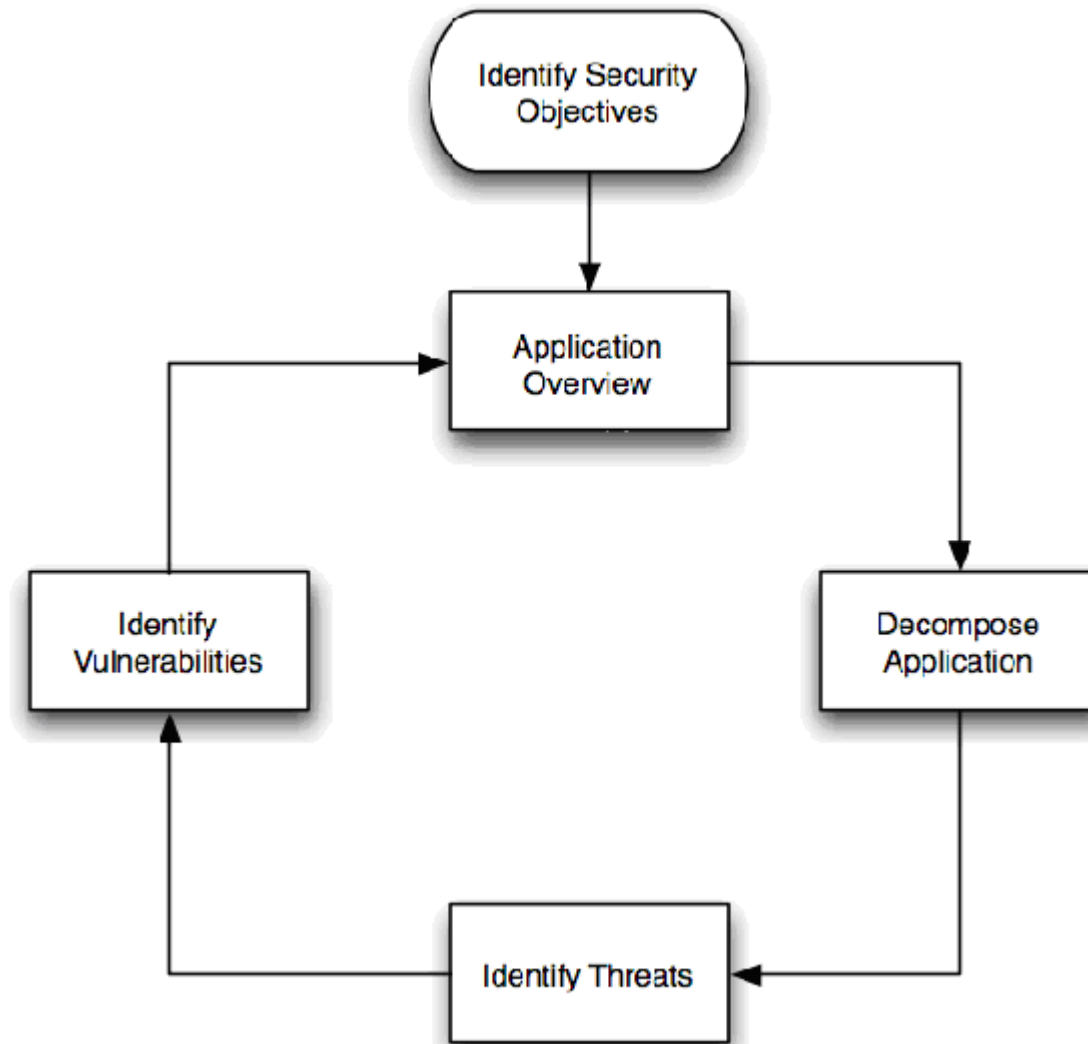 Identify Security
Objectives
Application
Overview
Identify
Vulnerabilities
Decompose
Application
Identify Threats